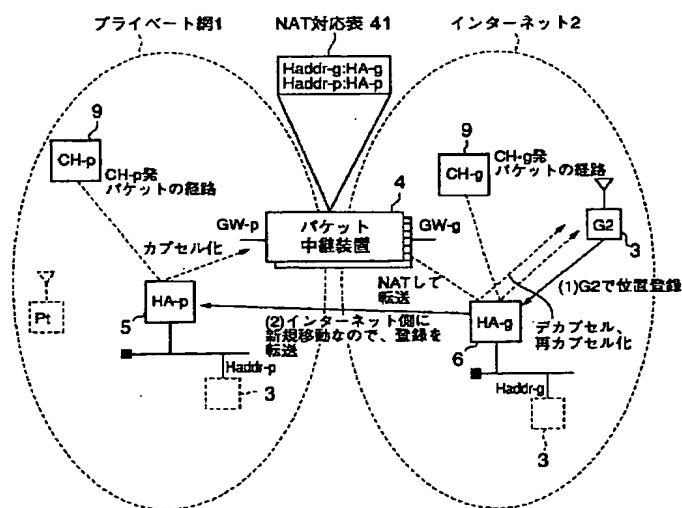 プライベート網1
NAT対応表 41
インターネット2
Haddr-g:HA-g
Haddr-p:HA-p
9
CH-p
CH-p発
パケットの経路
9
CH-g
CH-g発
パケットの経路
4
GW-p
パケット
中継装置
GW-g
G2
3
カプセル化
NATして
転送
(1)G2で位置登録
Pt
HA-p
5
(2)インターネット側に
新規移動なので、登録を
転送
HA-g
6
デカプセル、
再カプセル化
Haddr-p
3
Haddr-g
3